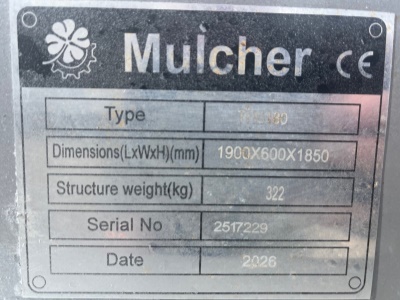 Mulcher CE
Type
Dimensions(LxWxH)(mm) 1900X600X1850
Structure weight(kg) 322
Serial No 2517229
Date 2026